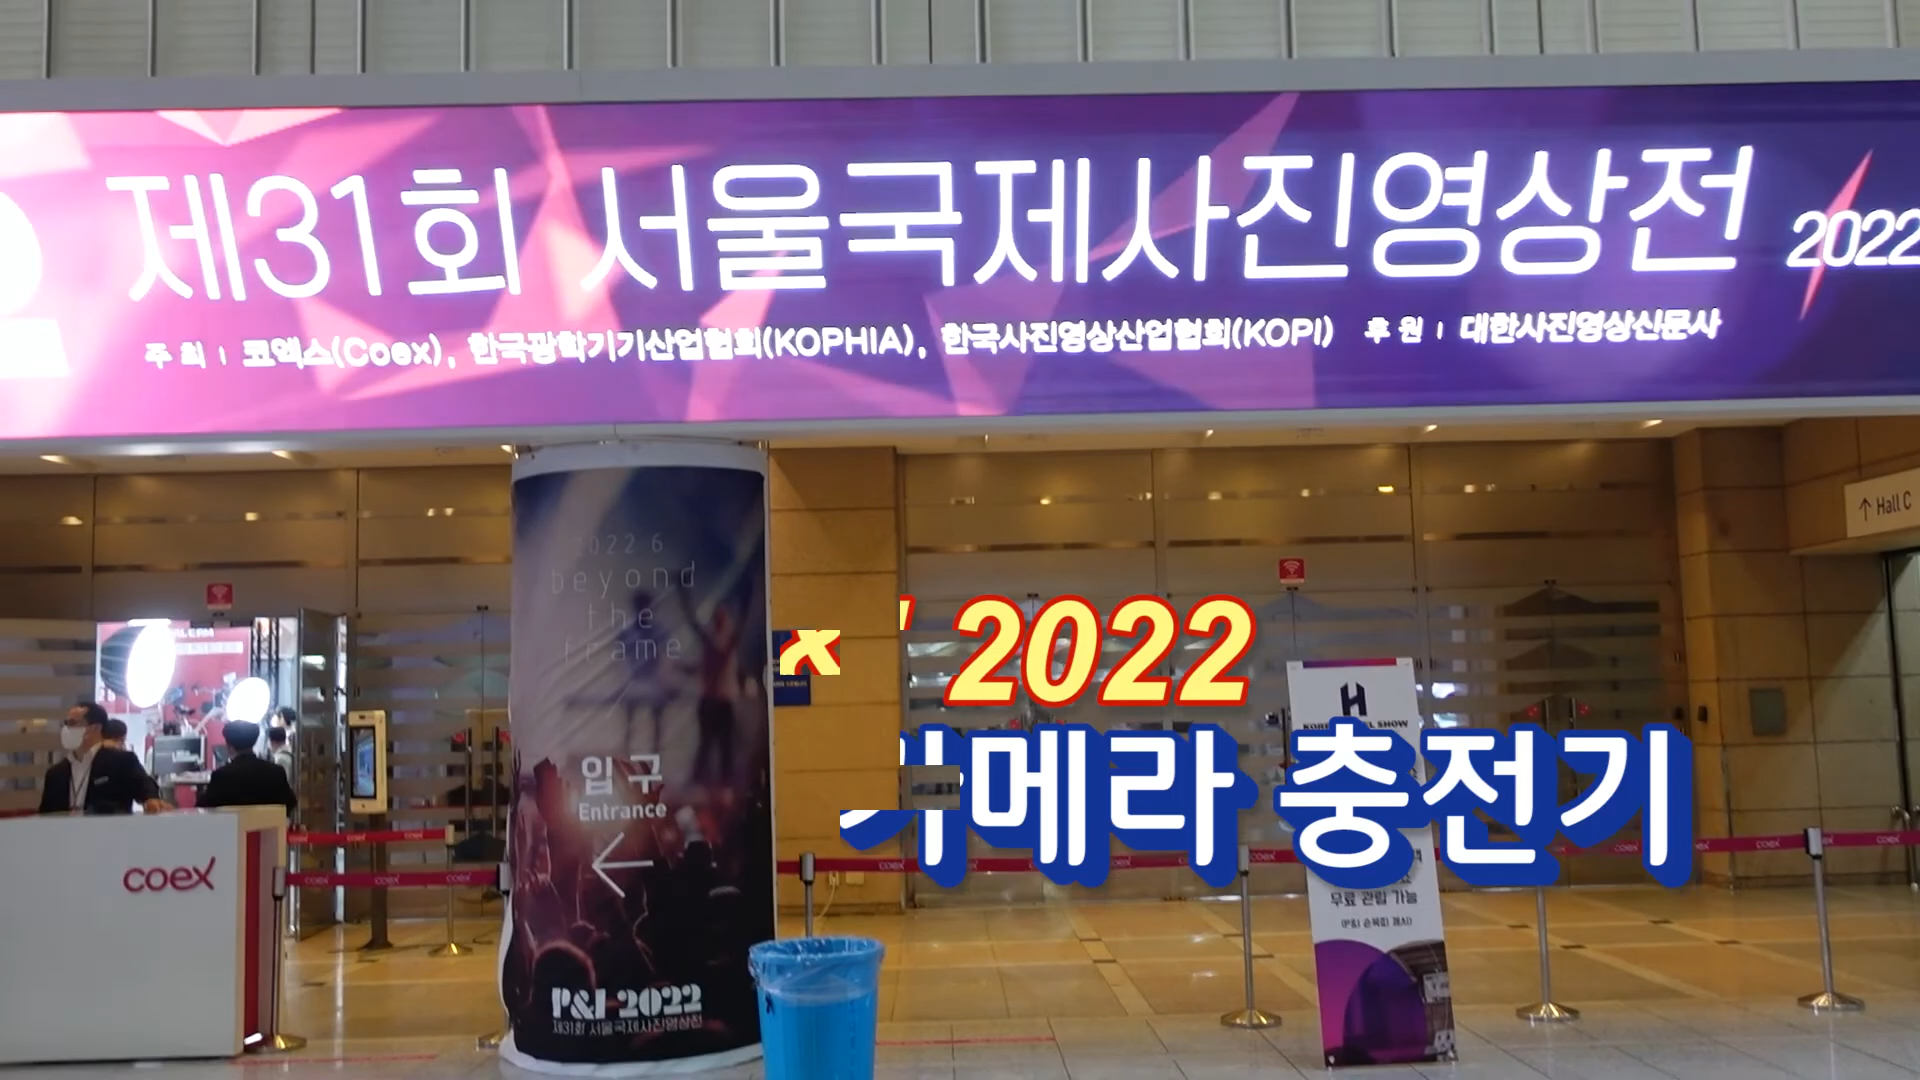 제31회 서울국제사진영상전 2022
주 최 | 코엑스(Coex), 한국광학기기산업협회(KOPHIA), 한국사진영상산업협회(KOPI) 후 원 | 대한사진영상신문사
Hall C
2022 6
beyond
the
frame
2022
카메라 충전기
입구
Entrance
coex
무료 관람 가능
P&I 2022
제31회 서울국제사진영상전